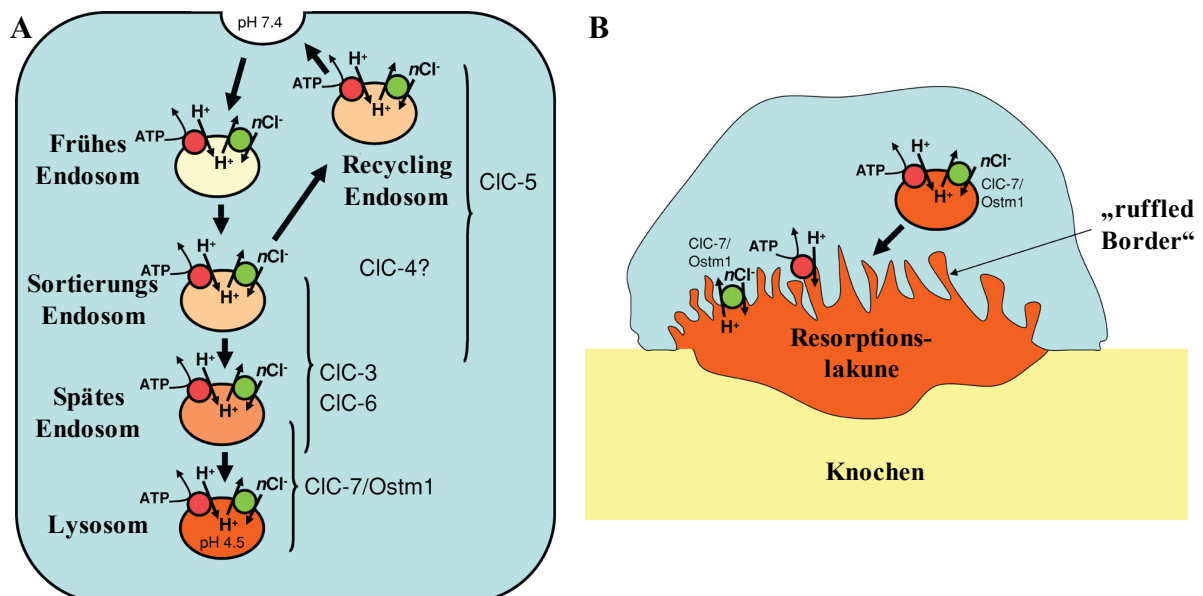 A
pH 7.4
ATP
H⁺
H⁺
nCl⁻
Recycling
Endosom
Frühes
Endosom
ATP
H⁺
H⁺
nCl⁻
ClC-5
ClC-4?
Sortierungs
Endosom
ATP
H⁺
H⁺
nCl⁻
ClC-3
ClC-6
Spätes
Endosom
ATP
H⁺
H⁺
nCl⁻
ClC-7/Ostm1
Lysosom
ATP
H⁺
H⁺
nCl⁻
pH 4.5
B
ATP
H⁺
H⁺
nCl⁻
ClC-7/
Ostm1
„ruffled
Border“
ClC-7/
Ostm1
nCl⁻
H⁺
ATP
H⁺
Resorptions-
lakune
Knochen